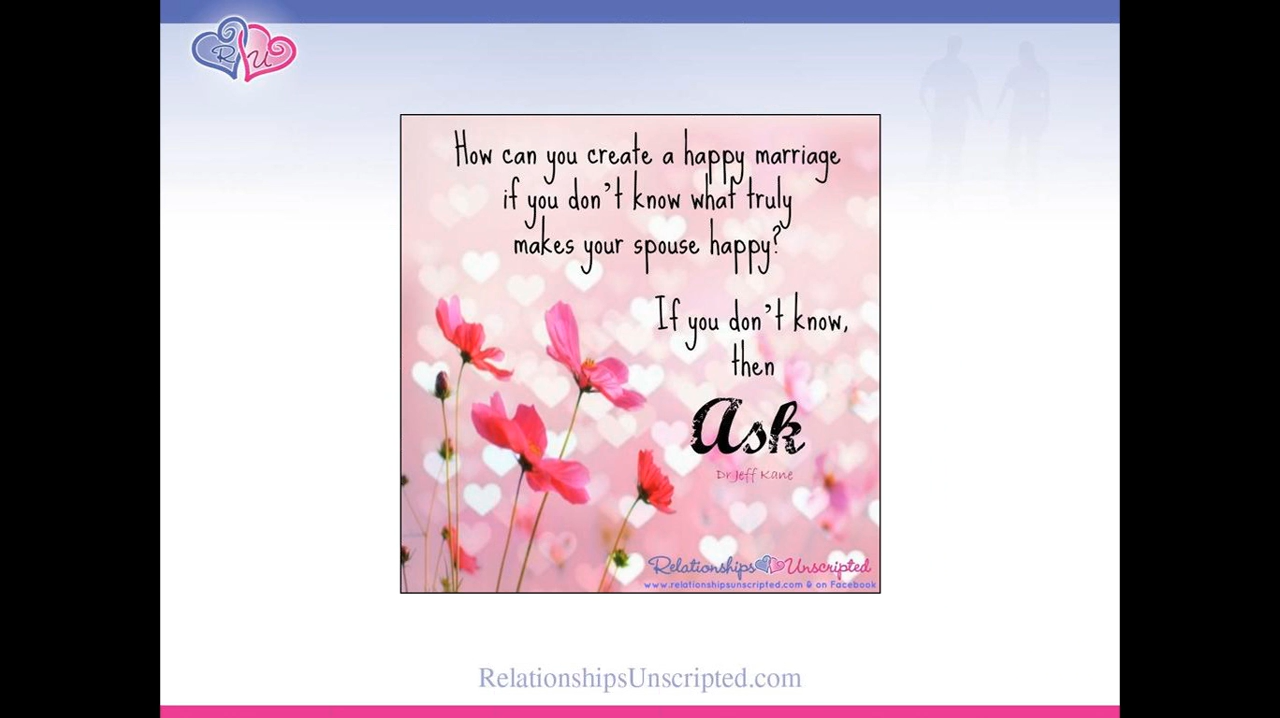 R U
How can you create a happy marriage
if you don't know what truly
makes your spouse happy?
If you don't know,
then
Ask
Dr Jeff Kane
Relationships Unscripted
www.relationshipsunscripted.com & on Facebook
RelationshipsUnscripted.com